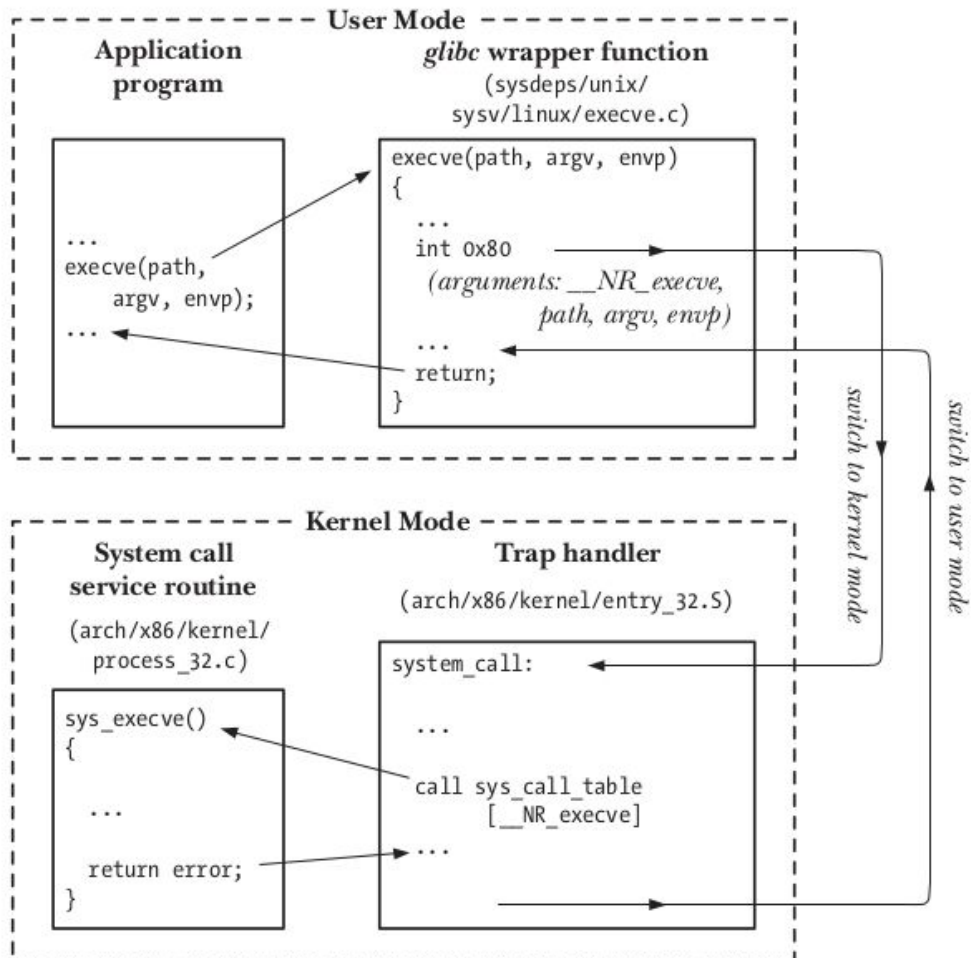 User Mode
Application
program
glibc wrapper function
(sysdeps/unix/
sysv/linux/execve.c)
...
execve(path,
argv, envp);
...
execve(path, argv, envp)
{
...
int 0x80
(arguments: __NR_execve,
path, argv, envp)
...
return;
}
switch to kernel mode
switch to user mode
Kernel Mode
System call
service routine
(arch/x86/kernel/
process_32.c)
Trap handler
(arch/x86/kernel/entry_32.S)
sys_execve()
{
...
return error;
}
system_call:
...
call sys_call_table
[__NR_execve]
...